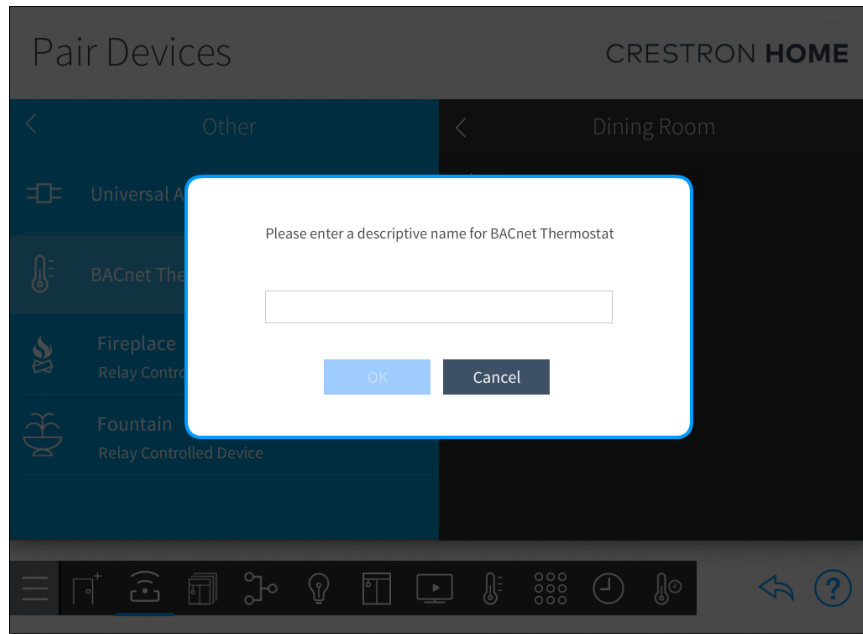 Pair Devices
CRESTRON HOME
Other
Dining Room
Universal A
Please enter a descriptive name for BACnet Thermostat
BACnet The
Fireplace
Relay Contro
OK
Cancel
Fountain
Relay Controlled Device
?